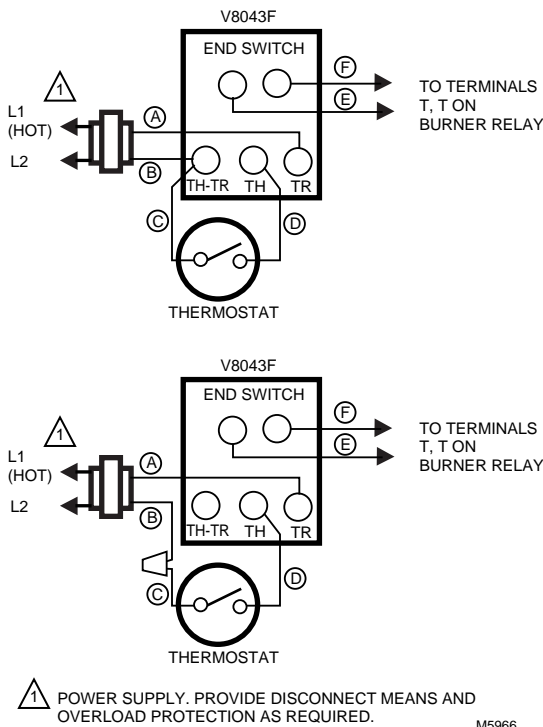 V8043F
END SWITCH
F
TO TERMINALS
T, T ON
BURNER RELAY
E
1
L1
(HOT)
L2
A
B
TH-TR
TH
TR
C
D
THERMOSTAT
V8043F
END SWITCH
F
TO TERMINALS
T, T ON
BURNER RELAY
E
1
L1
(HOT)
L2
A
B
TH-TR
TH
TR
C
D
THERMOSTAT
1
POWER SUPPLY. PROVIDE DISCONNECT MEANS AND
OVERLOAD PROTECTION AS REQUIRED.
M5966